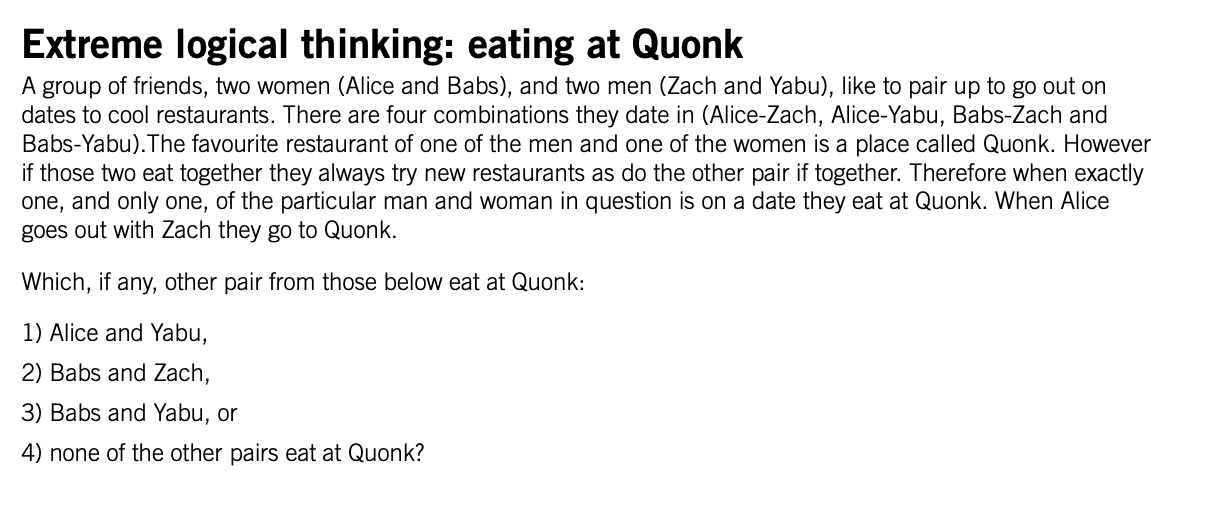 Extreme logical thinking: eating at Quonk
A group of friends, two women (Alice and Babs), and two men (Zach and Yabu), like to pair up to go out on
dates to cool restaurants. There are four combinations they date in (Alice-Zach, Alice-Yabu, Babs-Zach and
Babs-Yabu).The favourite restaurant of one of the men and one of the women is a place called Quonk. However
if those two eat together they always try new restaurants as do the other pair if together. Therefore when exactly
one, and only one, of the particular man and woman in question is on a date they eat at Quonk. When Alice
goes out with Zach they go to Quonk.
Which, if any, other pair from those below eat at Quonk:
1) Alice and Yabu,
2) Babs and Zach,
3) Babs and Yabu, or
4) none of the other pairs eat at Quonk?